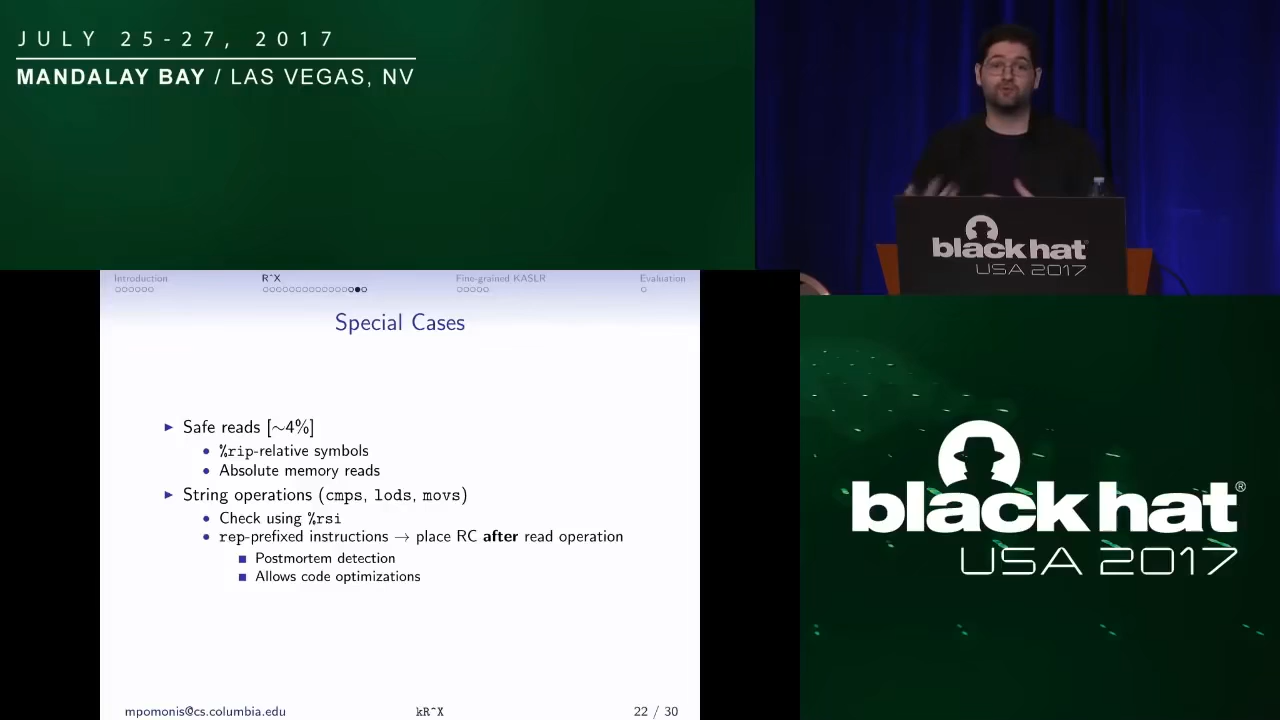 JULY 25-27, 2017
MANDALAY BAY / LAS VEGAS, NV
black hat
USA 2017
Introduction
R^X
Fine-grained KASLR
Evaluation
Special Cases
Safe reads [∼4%]
%rip-relative symbols
Absolute memory reads
String operations (cmps, lods, movs)
Check using %rsi
rep-prefixed instructions → place RC after read operation
Postmortem detection
Allows code optimizations
mpomonis@cs.columbia.edu
kR^X
22 / 30
black hat®
USA 2017